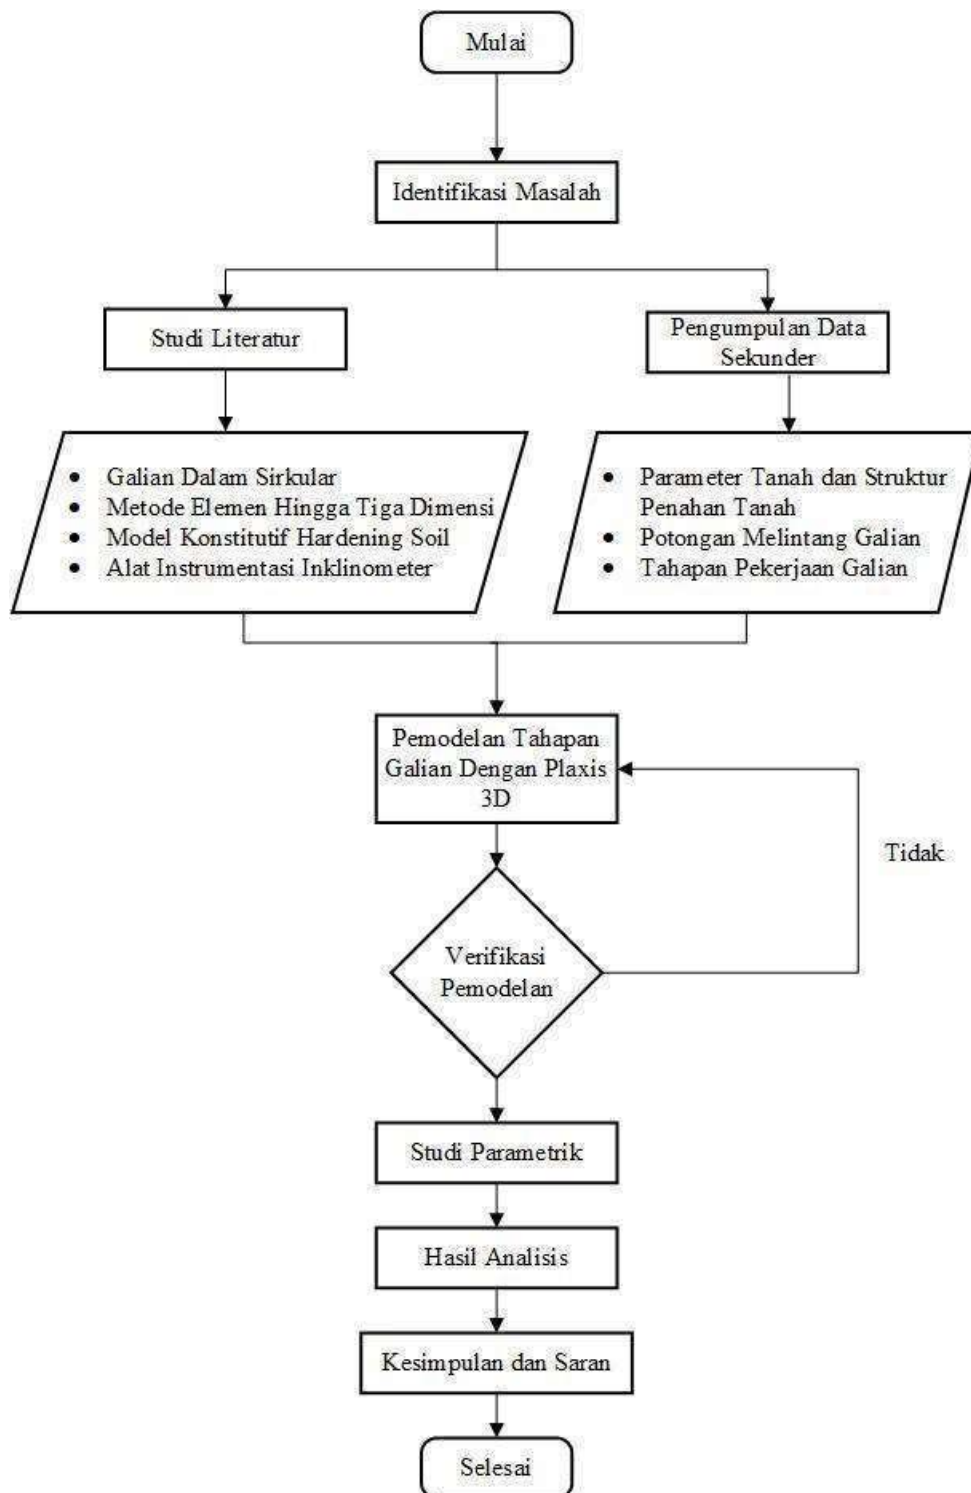 Mulai
Identifikasi Masalah
Studi Literatur
Pengumpulan Data
Sekunder
• Galian Dalam Sirkular
• Metode Elemen Hingga Tiga Dimensi
• Model Konstitutif Hardening Soil
• Alat Instrumentasi Inklinometer
• Parameter Tanah dan Struktur
Penahan Tanah
• Potongan Melintang Galian
• Tahapan Pekerjaan Galian
Pemodelan Tahapan
Galian Dengan Plaxis
3D
Tidak
Verifikasi
Pemodelan
Studi Parametrik
Hasil Analisis
Kesimpulan dan Saran
Selesai